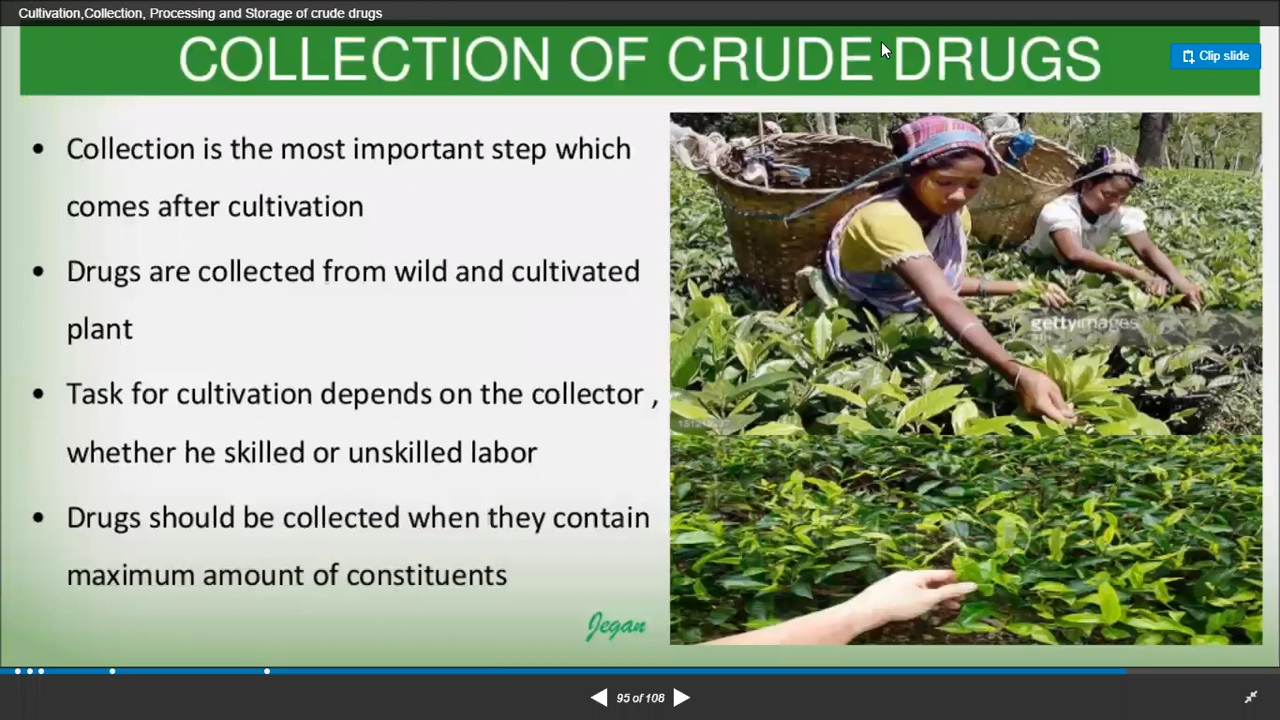 Cultivation,Collection, Processing and Storage of crude drugs
COLLECTION OF CRUDE DRUGS
Clip slide
• Collection is the most important step which
comes after cultivation
• Drugs are collected from wild and cultivated
plant
• Task for cultivation depends on the collector ,
whether he skilled or unskilled labor
• Drugs should be collected when they contain
maximum amount of constituents
gettyimages
Jegan
95 of 108